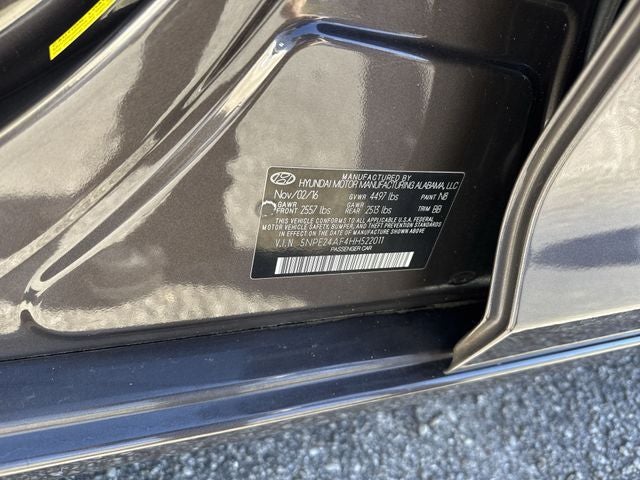 MANUFACTURED BY
HYUNDAI MOTOR MANUFACTURING ALABAMA, LLC
Nov/02/16 GVWR 4497 lbs PAINT N8
GAWR FRONT 2557 lbs GAWR REAR 2513 lbs TRIM BB
THIS VEHICLE CONFORMS TO ALL APPLICABLE U.S.A FEDERAL
MOTOR VEHICLE SAFETY, BUMPER, AND THEFT PREVENTION
STANDARDS IN EFFECT ON THE DATE OF MANUFACTURE SHOWN ABOVE.
V.I.N 5NPE24AF4HH522011
PASSENGER CAR